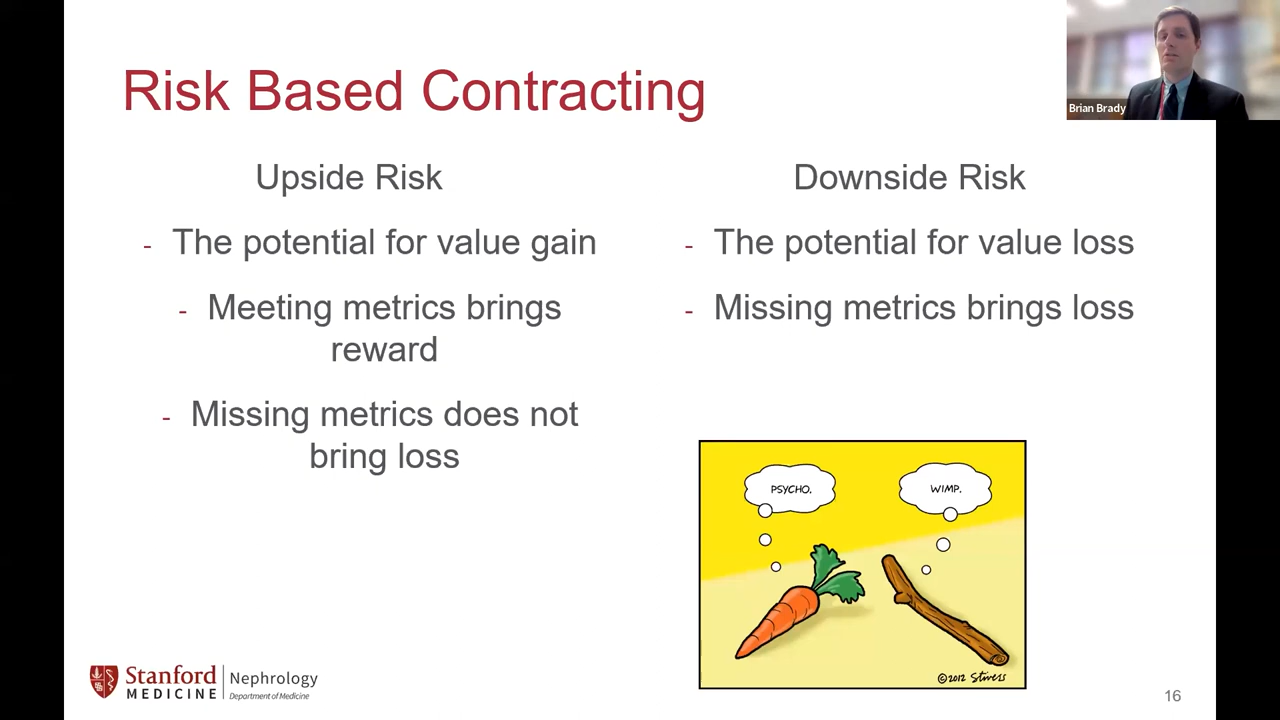 Risk Based Contracting
Brian Brady
Upside Risk
- The potential for value gain
- Meeting metrics brings
reward
- Missing metrics does not
bring loss
Downside Risk
- The potential for value loss
- Missing metrics brings loss
PSYCHO.
WIMP.
©2012 Stivers
Stanford
MEDICINE
Nephrology
Department of Medicine
16